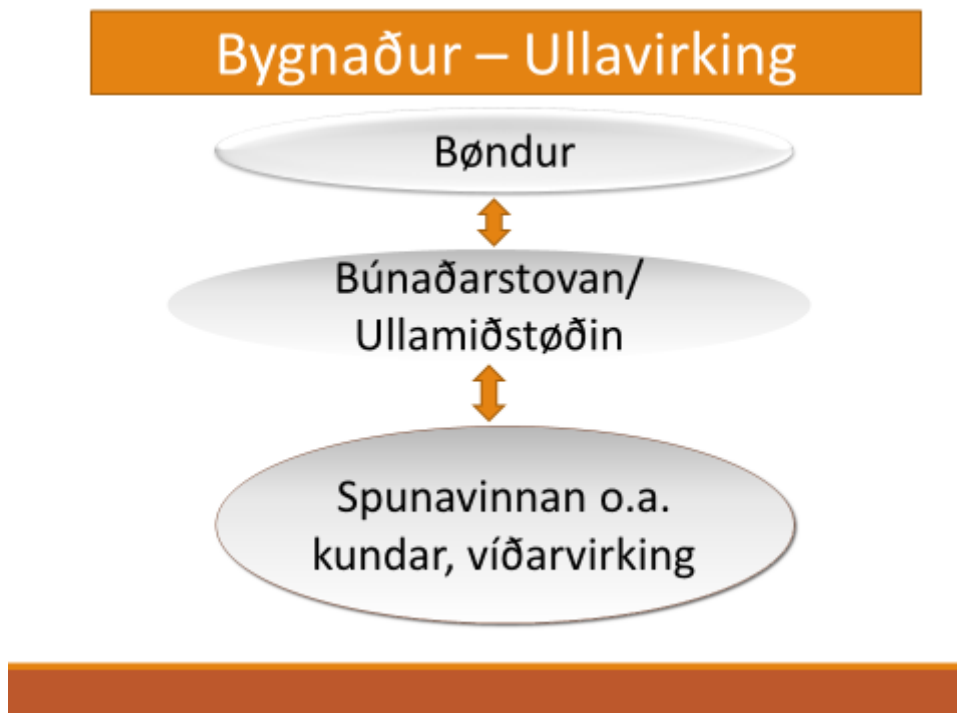 Bygnaður – Ullavirking
Bøndur
Búnaðarstovan/
Ullamiðstøðin
Spunavinnan o.a.
kundar, víðarvirking